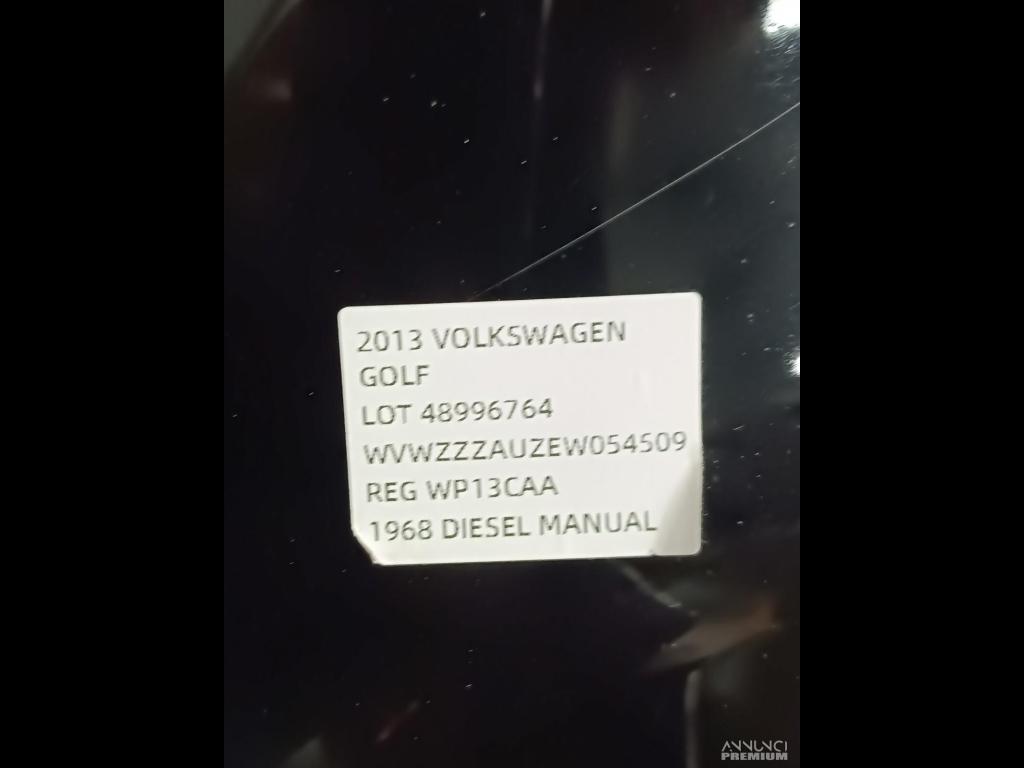 2013 VOLKSWAGEN
GOLF
LOT 48996764
WVWZZZAUZEW054509
REG WP13CAA
1968 DIESEL MANUAL
ANNUNCI
PREMIUM